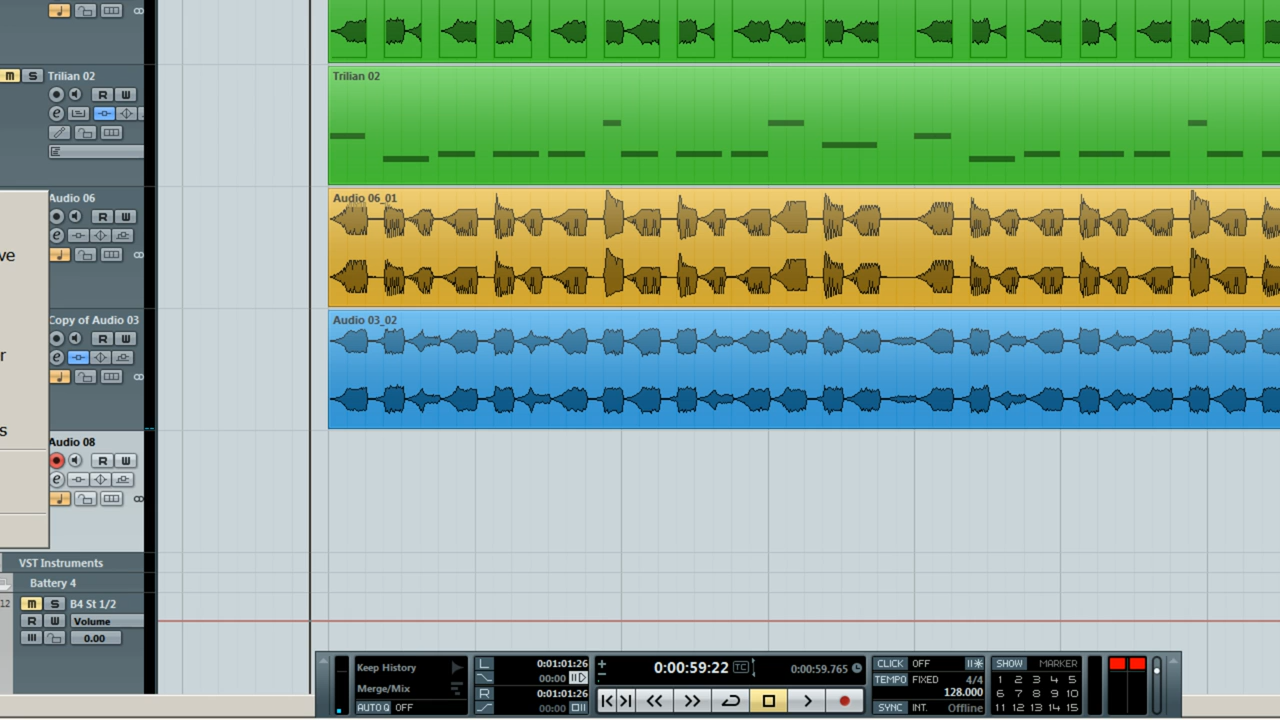 M S Trilian 02
Trilian 02
R W
e
E
Audio 06
Audio 06_01
R W
e
ve
Copy of Audio 03
Audio 03_02
R W
r
e
s
Audio 08
R W
e
VST Instruments
Battery 4
12 M S B4 St 1/2
R W Volume
0.00
Keep History
Merge/Mix
AUTO Q OFF
L 0:01:01:26
00:00
R 0:01:01:26
00:00
0:00:59:22 TC
0:00:59.765
CLICK OFF
TEMPO FIXED 4/4
128.000
SYNC INT. Offline
SHOW MARKER
1 2 3 4 5
6 7 8 9 10
11 12 13 14 15